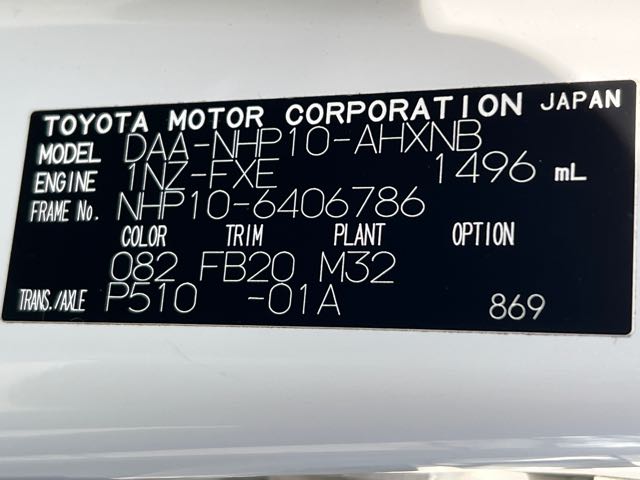 TOYOTA MOTOR CORPORATION JAPAN
MODEL DAA-NHP10-AHXNB
ENGINE 1NZ-FXE 1496 mL
FRAME No. NHP10-6406786
COLOR TRIM PLANT OPTION
082 FB20 M32
TRANS./AXLE P510 -01A 869